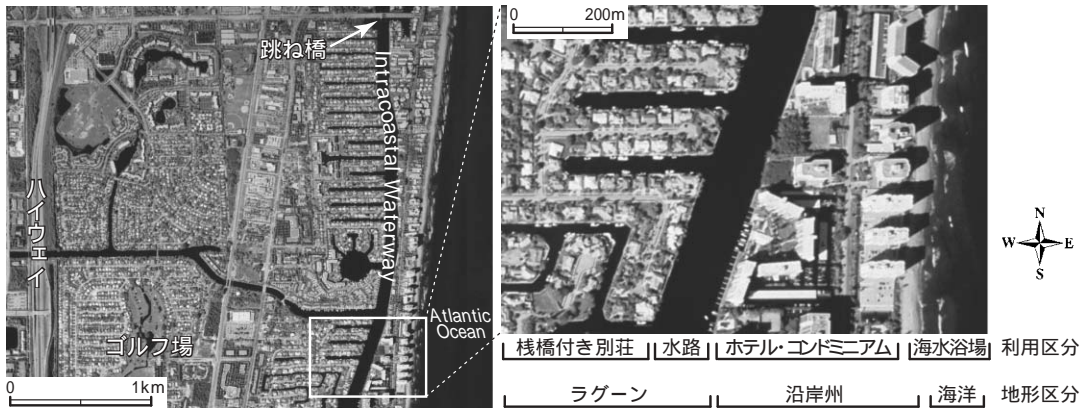 跳ね橋
Intracoastal Waterway
ハイウェイ
Atlantic
Ocean
ゴルフ場
0 1km
0 200m
N
W E
S
桟橋付き別荘 水路 ホテル・コンドミニアム 海水浴場 利用区分
ラグーン 沿岸州 海洋 地形区分